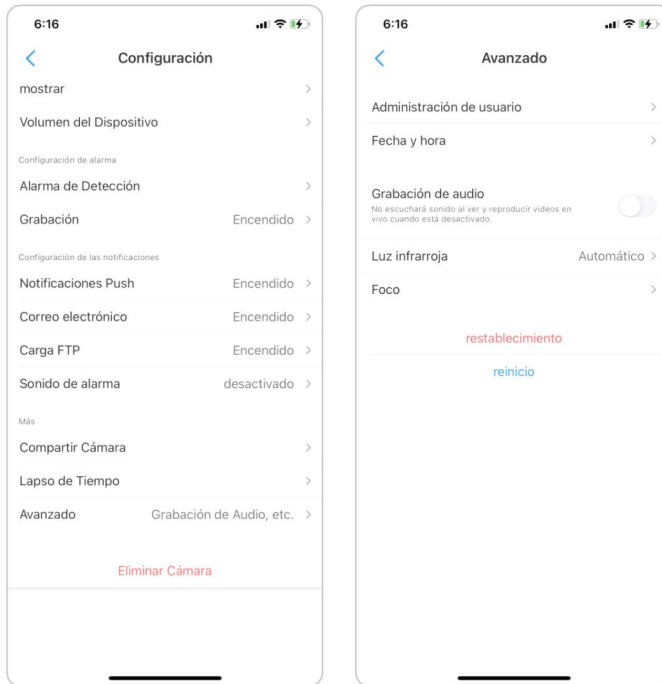 6:16
Configuración
mostrar
Volumen del Dispositivo
Configuración de alarma
Alarma de Detección
Grabación Encendido
Configuración de las notificaciones
Notificaciones Push Encendido
Correo electrónico Encendido
Carga FTP Encendido
Sonido de alarma desactivado
Más
Compartir Cámara
Lapso de Tiempo
Avanzado Grabación de Audio, etc.
Eliminar Cámara
6:16
Avanzado
Administración de usuario
Fecha y hora
Grabación de audio
No escuchará sonido al ver y reproducir videos en
vivo cuando está desactivado.
Luz infrarroja Automático
Foco
restablecimiento
reinicio